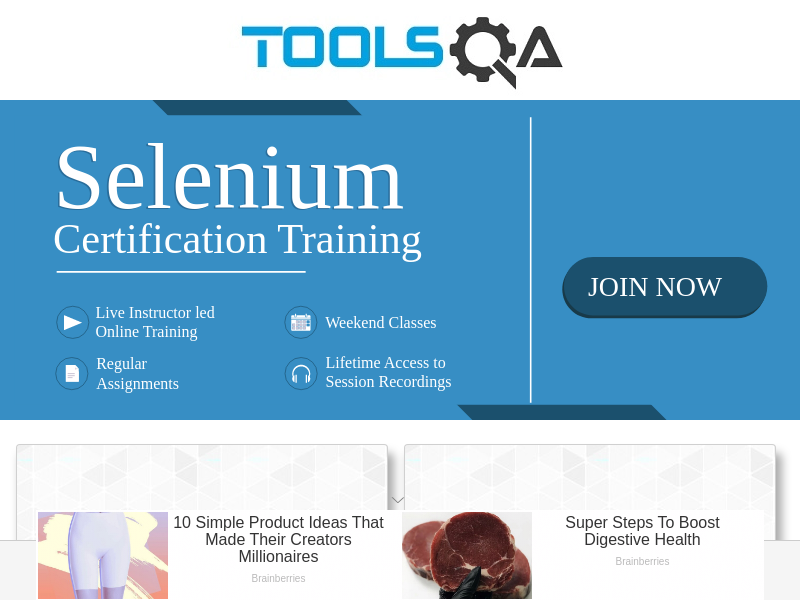 TOOLSQA
Selenium
Certification Training
Live Instructor led
Online Training
Weekend Classes
Regular
Assignments
Lifetime Access to
Session Recordings
JOIN NOW
10 Simple Product Ideas That
Made Their Creators
Millionaires
Brainberries
Super Steps To Boost
Digestive Health
Brainberries